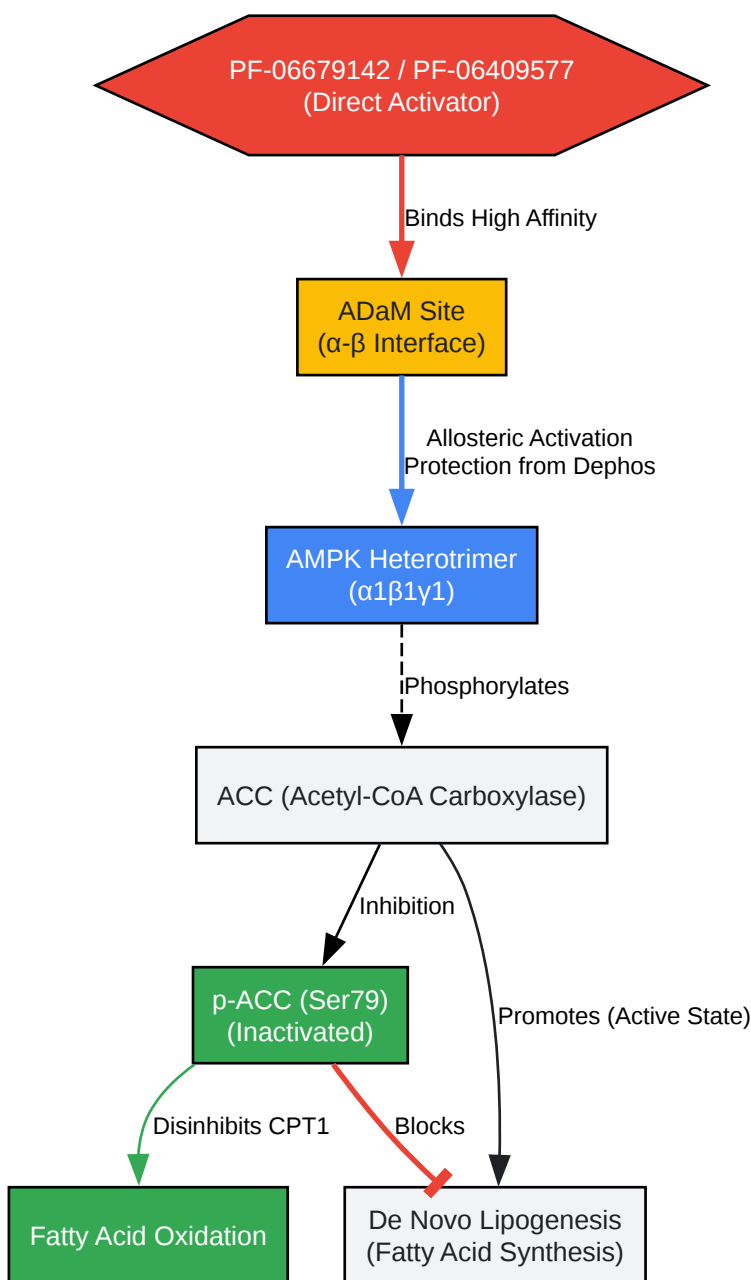 PF-06679142 / PF-06409577
(Direct Activator)
Binds High Affinity
ADaM Site
(α-β Interface)
Allosteric Activation
Protection from Dephos
AMPK Heterotrimer
(α1β1γ1)
Phosphorylates
ACC (Acetyl-CoA Carboxylase)
Inhibition
p-ACC (Ser79)
(Inactivated)
Promotes (Active State)
Disinhibits CPT1
Blocks
Fatty Acid Oxidation
De Novo Lipogenesis
(Fatty Acid Synthesis)